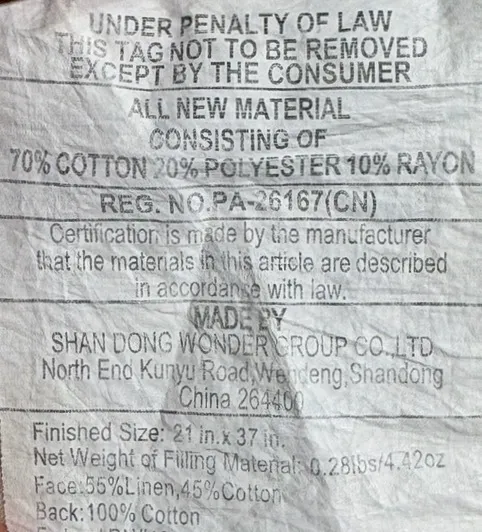 UNDER PENALTY OF LAW
THIS TAG NOT TO BE REMOVED
EXCEPT BY THE CONSUMER
ALL NEW MATERIAL
CONSISTING OF
70% COTTON 20% POLYESTER 10% RAYON
REG. NO.PA-26167(CN)
Certification is made by the manufacturer
that the materials in this article are described
in accordance with law.
MADE BY
SHAN DONG WONDER GROUP CO.,LTD
North End Kunyu Road,Wendeng,Shandong
China 264400
Finished Size: 21 in.x 37 in.
Net Weight of Filling Material: 0.28lbs/4.42oz
Face:55%Linen,45%Cotton
Back:100% Cotton